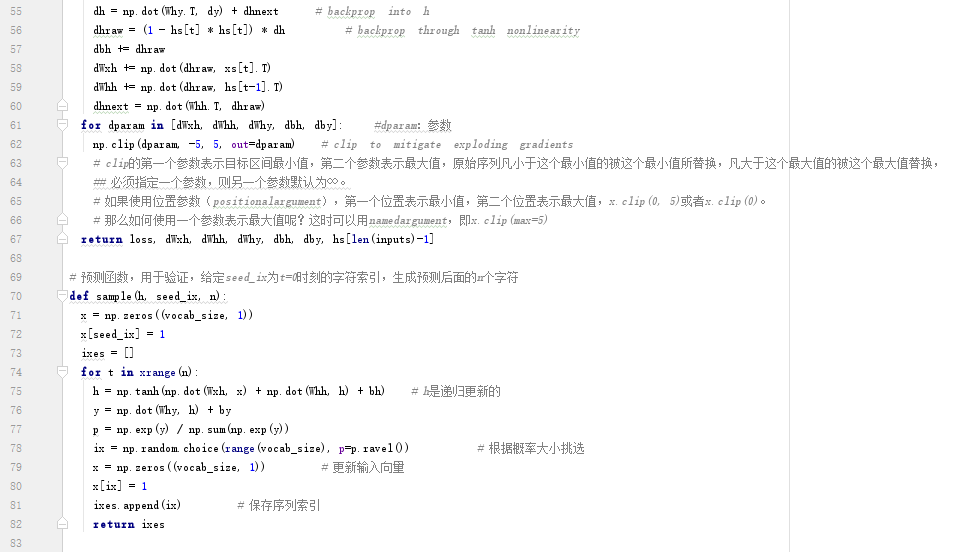 55 dh = np.dot(Why.T, dy) + dhnext # backprop into h
56 dhraw = (1 - hs[t] * hs[t]) * dh # backprop through tanh nonlinearity
57 dbh += dhraw
58 dWxh += np.dot(dhraw, xs[t].T)
59 dWhh += np.dot(dhraw, hs[t-1].T)
60 dhnext = np.dot(Whh.T, dhraw)
61 for dparam in [dWxh, dWhh, dWhy, dbh, dby]: #dparam：参数
62 np.clip(dparam, -5, 5, out=dparam) # clip to mitigate exploding gradients
63 # clip的第一个参数表示目标区间最小值，第二个参数表示最大值，原始序列凡小于这个最小值的被这个最小值所替换，凡大于这个最大值的被这个最大值替换，
64 ## 必须指定一个参数，则另一个参数默认为∞。
65 # 如果使用位置参数（positionalargument），第一个位置表示最小值，第二个位置表示最大值，x.clip(0, 5)或者x.clip(0)。
66 # 那么如何使用一个参数表示最大值呢？这时可以用namedargument，即x.clip(max=5)
67 return loss, dWxh, dWhh, dWhy, dbh, dby, hs[len(inputs)-1]
68
69 # 预测函数，用于验证，给定seed_ix为t=0时刻的字符索引，生成预测后面的n个字符
70 def sample(h, seed_ix, n):
71 x = np.zeros((vocab_size, 1))
72 x[seed_ix] = 1
73 ixes = []
74 for t in xrange(n):
75 h = np.tanh(np.dot(Wxh, x) + np.dot(Whh, h) + bh) # h是递归更新的
76 y = np.dot(Why, h) + by
77 p = np.exp(y) / np.sum(np.exp(y))
78 ix = np.random.choice(range(vocab_size), p=p.ravel()) # 根据概率大小挑选
79 x = np.zeros((vocab_size, 1)) # 更新输入向量
80 x[ix] = 1
81 ixes.append(ix) # 保存序列索引
82 return ixes
83